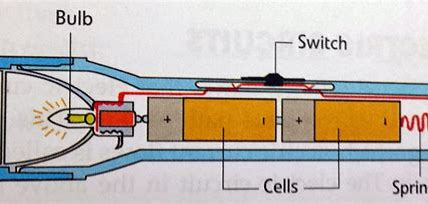 Bulb
Switch
+ - + -
Cells
Sprin